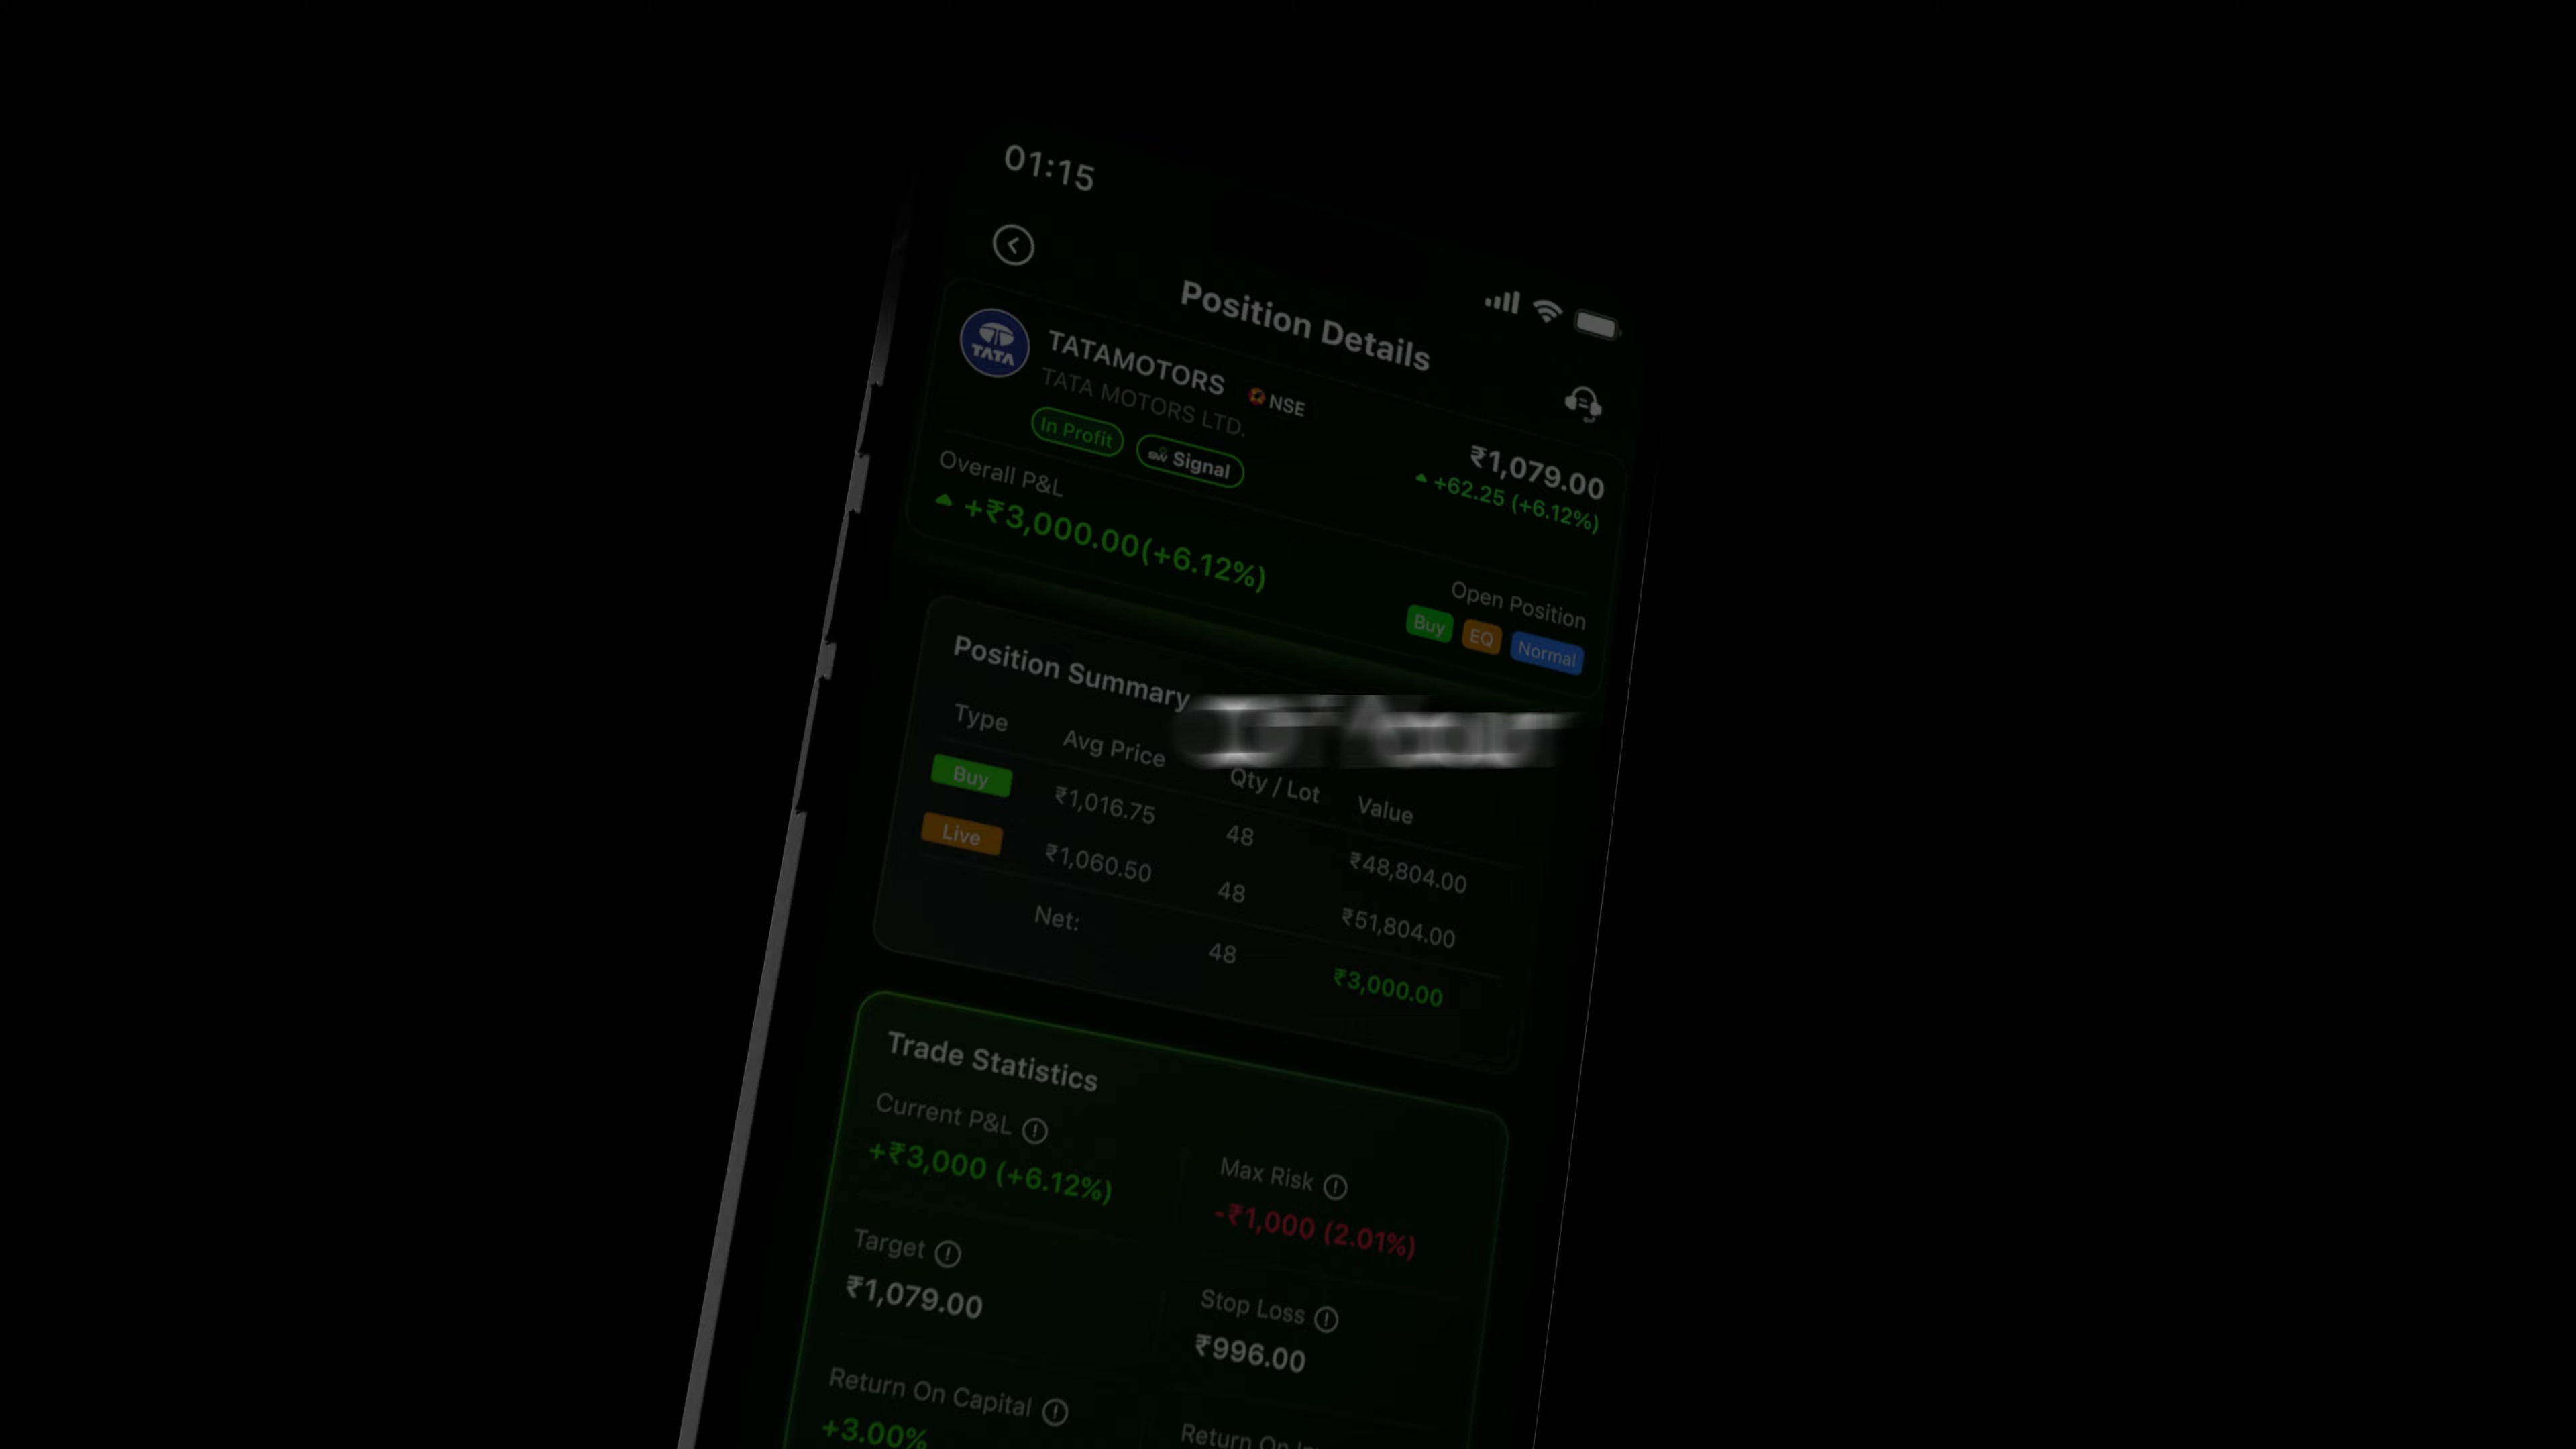 01:15
Position Details
TATA
TATAMOTORS NSE
TATA MOTORS LTD.
In Profit
Signal
₹1,079.00
+62.25 (+6.12%)
Overall P&L
+₹3,000.00(+6.12%)
Open Position
Buy EQ Normal
Position Summary
Type Avg Price Qty / Lot Value
Buy ₹1,016.75 48 ₹48,804.00
Live ₹1,060.50 48 ₹51,804.00
Net: 48 ₹3,000.00
Trade Statistics
Current P&L
+₹3,000 (+6.12%)
Max Risk
-₹1,000 (2.01%)
Target
₹1,079.00
Stop Loss
₹996.00
Return On Capital
+3.00%
Return On